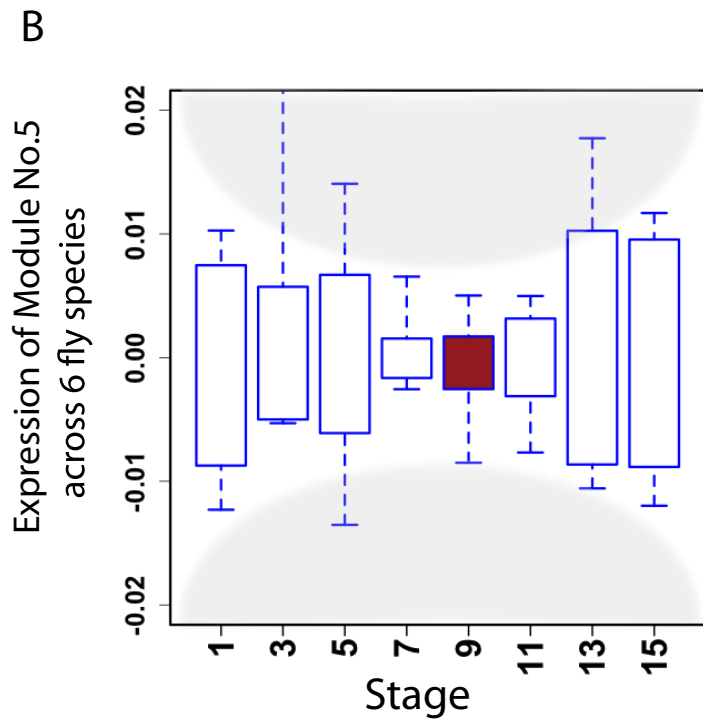 B
Expression of Module No.5
across 6 fly species
0.02
0.01
0.00
-0.01
-0.02
1 3 5 7 9 11 13 15
Stage